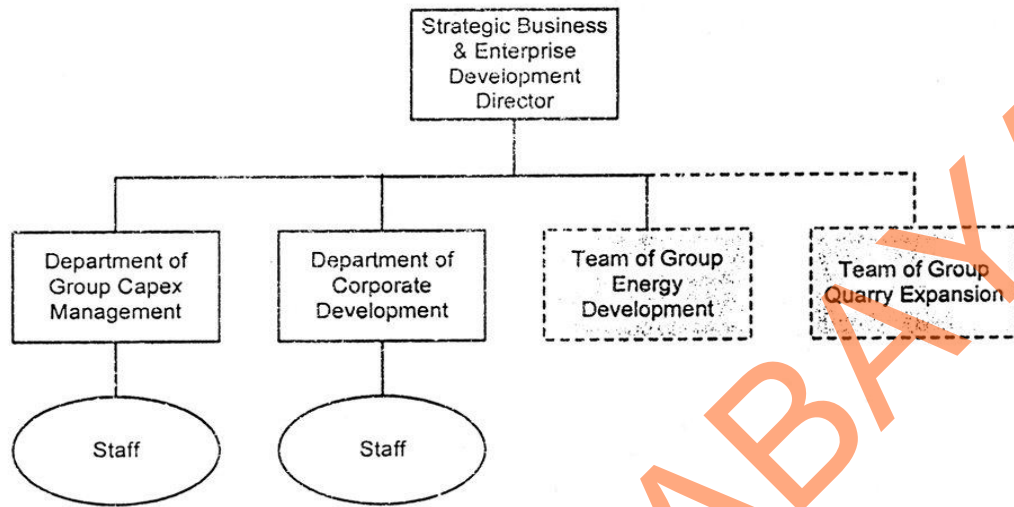 Strategic Business
& Enterprise
Development
Director
Department of
Group Capex
Management
Department of
Corporate
Development
Team of Group
Energy
Development
Team of Group
Quarry Expansion
Staff
Staff
ABAYA